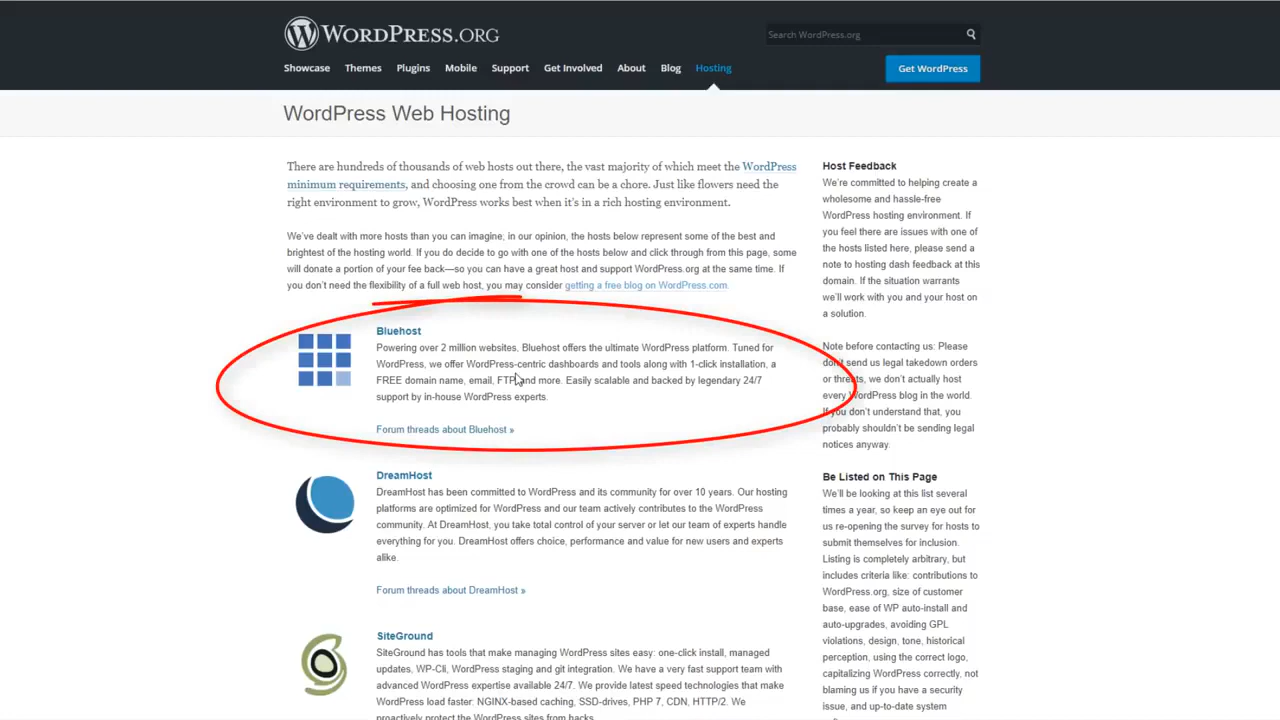 WORDPRESS.ORG
Search WordPress.org
Showcase Themes Plugins Mobile Support Get Involved About Blog Hosting
Get WordPress
WordPress Web Hosting
There are hundreds of thousands of web hosts out there, the vast majority of which meet the WordPress
minimum requirements, and choosing one from the crowd can be a chore. Just like flowers need the
right environment to grow, WordPress works best when it's in a rich hosting environment.
We've dealt with more hosts than you can imagine; in our opinion, the hosts below represent some of the best and
brightest of the hosting world. If you do decide to go with one of the hosts below and click through from this page,
some will donate a portion of your fee back—so you can have a great host and support WordPress.org at the same time. If
you don't need the flexibility of a full web host, you may consider getting a free blog on WordPress.com.
Bluehost
Powering over 2 million websites, Bluehost offers the ultimate WordPress platform. Tuned for
WordPress, we offer WordPress-centric dashboards and tools along with 1-click installation, a
FREE domain name, email, FTP, and more. Easily scalable and backed by legendary 24/7
support by in-house WordPress experts.
Forum threads about Bluehost »
DreamHost
DreamHost has been committed to WordPress and its community for over 10 years. Our hosting
platforms are optimized for WordPress and our team actively contributes to the WordPress
community. At DreamHost, you take total control of your server or let our team of experts handle
everything for you. DreamHost offers choice, performance and value for new users and experts
alike.
Forum threads about DreamHost »
SiteGround
SiteGround has tools that make managing WordPress sites easy: one-click install, managed
updates, WP-Cli, WordPress staging and git integration. We have a very fast support team with
advanced WordPress expertise available 24/7. We provide latest speed technologies that make
WordPress load faster: NGINX-based caching, SSD-drives, PHP 7, CDN, HTTP/2. We
proactively protect the WordPress sites from hacks.
Host Feedback
We're committed to helping create a
wholesome and hassle-free
WordPress hosting environment. If
you feel there are issues with one of
the hosts listed here, please send a
note to hosting dash feedback at this
domain. If the situation warrants
we'll work with you and your host on
a solution.
Note before contacting us: Please
don't send us legal takedown orders
or threats, we don't actually host
every WordPress blog in the world.
If you don't understand that, you
probably shouldn't be sending legal
notices anyway.
Be Listed on This Page
We'll be looking at this list several
times a year, so keep an eye out for
us re-opening the survey for hosts to
submit themselves for inclusion.
Listing is completely arbitrary, but
includes criteria like: contributions to
WordPress.org, size of customer
base, ease of WP auto-install and
auto-upgrades, avoiding GPL
violations, design, tone, historical
perception, using the correct logo,
capitalizing WordPress correctly, not
blaming us if you have a security
issue, and up-to-date system